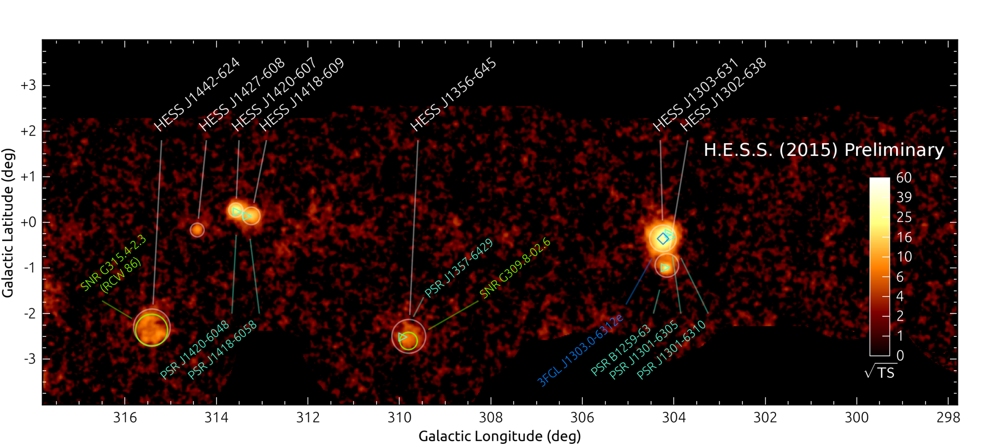 HESS J1442-624
HESS J1427-608
HESS J1420-607
HESS J1418-609
HESS J1356-645
HESS J1303-631
HESS J1302-638
H.E.S.S. (2015) Preliminary
60
39
25
16
10
6
4
2
1
0
√TS
SNR G315.4-2.3
(RCW 86)
PSR J1357-6429
SNR G309.8-02.6
PSR J1420-6048
PSR J1418-6058
3FGL J1303.0-6312e
PSR B1259-63
PSR J1301-6305
PSR J1301-6310
Galactic Latitude (deg)
+3
+2
+1
+0
-1
-2
-3
316
314
312
310
308
306
304
302
300
298
Galactic Longitude (deg)